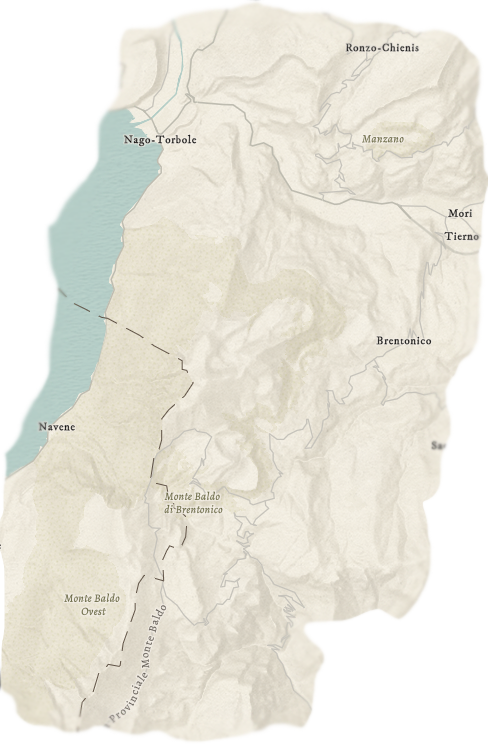 Ronzo-Chienis
Manzano
Nago-Torbole
Mori
Tierno
Brentonico
Navene
Monte Baldo
di Brentonico
Monte Baldo
Ovest
Provinciale Monte Baldo